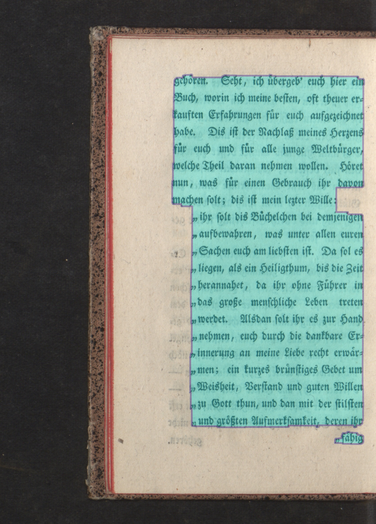 gehören. Seht, ich übergeb' euch hier ein
Buch, worin ich meine besten, oft theuer er-
kauften Erfahrungen für euch aufgezeichnet
habe. Dis ist der Nachlaß meines Herzens
für euch und für alle junge Weltbürger,
welche Theil daran nehmen wollen. Höret
nun, was für einen Gebrauch ihr davon
machen solt; dis ist mein lezter Wille:
„ihr solt dis Büchelchen bei demjenigen
„aufbewahren, was unter allen euren
„Sachen euch am liebsten ist. Da sol es
„liegen, als ein Heiligthum, bis die Zeit
„herannahet, da ihr ohne Führer in
„das große menschliche Leben treten
„werdet. Alsdan solt ihr es zur Hand
„nehmen, euch durch die dankbare Er-
„innerung an meine Liebe recht erwär-
„men; ein kurzes brünstiges Gebet um
„Weisheit, Verstand und guten Willen
„zu Gott thun, und dan mit der stilsten
„und größten Aufmerksamkeit, deren ihr
„fähig